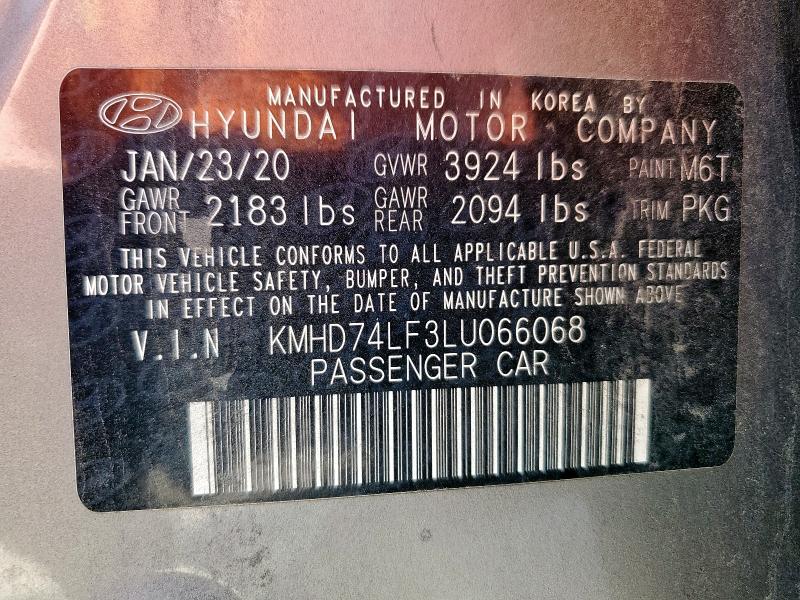 MANUFACTURED IN KOREA BY
HYUNDAI MOTOR COMPANY
JAN/23/20 GVWR 3924 lbs PAINT M6T
GAWR FRONT 2183 lbs GAWR REAR 2094 lbs TRIM PKG
THIS VEHICLE CONFORMS TO ALL APPLICABLE U.S.A. FEDERAL
MOTOR VEHICLE SAFETY, BUMPER, AND THEFT PREVENTION STANDARDS
IN EFFECT ON THE DATE OF MANUFACTURE SHOWN ABOVE
V.I.N KMHD74LF3LU066068
PASSENGER CAR